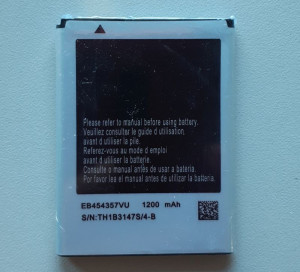 Please refer to manual before using battery.
Veuillez consulter le guide d utilisation
avant d utiliser la pile.
Referez-vous au mode d emploi
avant d utiliser la batterie.
Consulte o manual antes de usar a bateria.
Por favor lea el manual antes de utilizar la bateria.
EB454357VU 1200 mAh
S/N:TH1B3147S/4-B